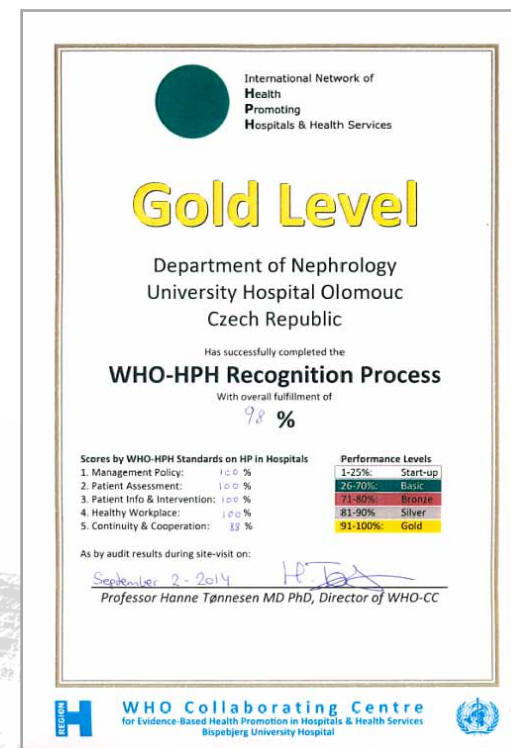 International Network of
Health
Promoting
Hospitals & Health Services
Gold Level
Department of Nephrology
University Hospital Olomouc
Czech Republic
Has successfully completed the
WHO-HPH Recognition Process
With overall fulfillment of
98 %
Scores by WHO-HPH Standards on HP in Hospitals
1. Management Policy: 100 %
2. Patient Assessment: 100 %
3. Patient Info & Intervention: 100 %
4. Healthy Workplace: 100 %
5. Continuity & Cooperation: 88 %
Performance Levels
1-25%: Start-up
26-70%: Basic
71-80%: Bronze
81-90% Silver
91-100%: Gold
As by audit results during site-visit on:
September 2 - 2014
Professor Hanne Tønnesen MD PhD, Director of WHO-CC
REGION H
WHO Collaborating Centre
for Evidence-Based Health Promotion in Hospitals & Health Services
Bispebjerg University Hospital